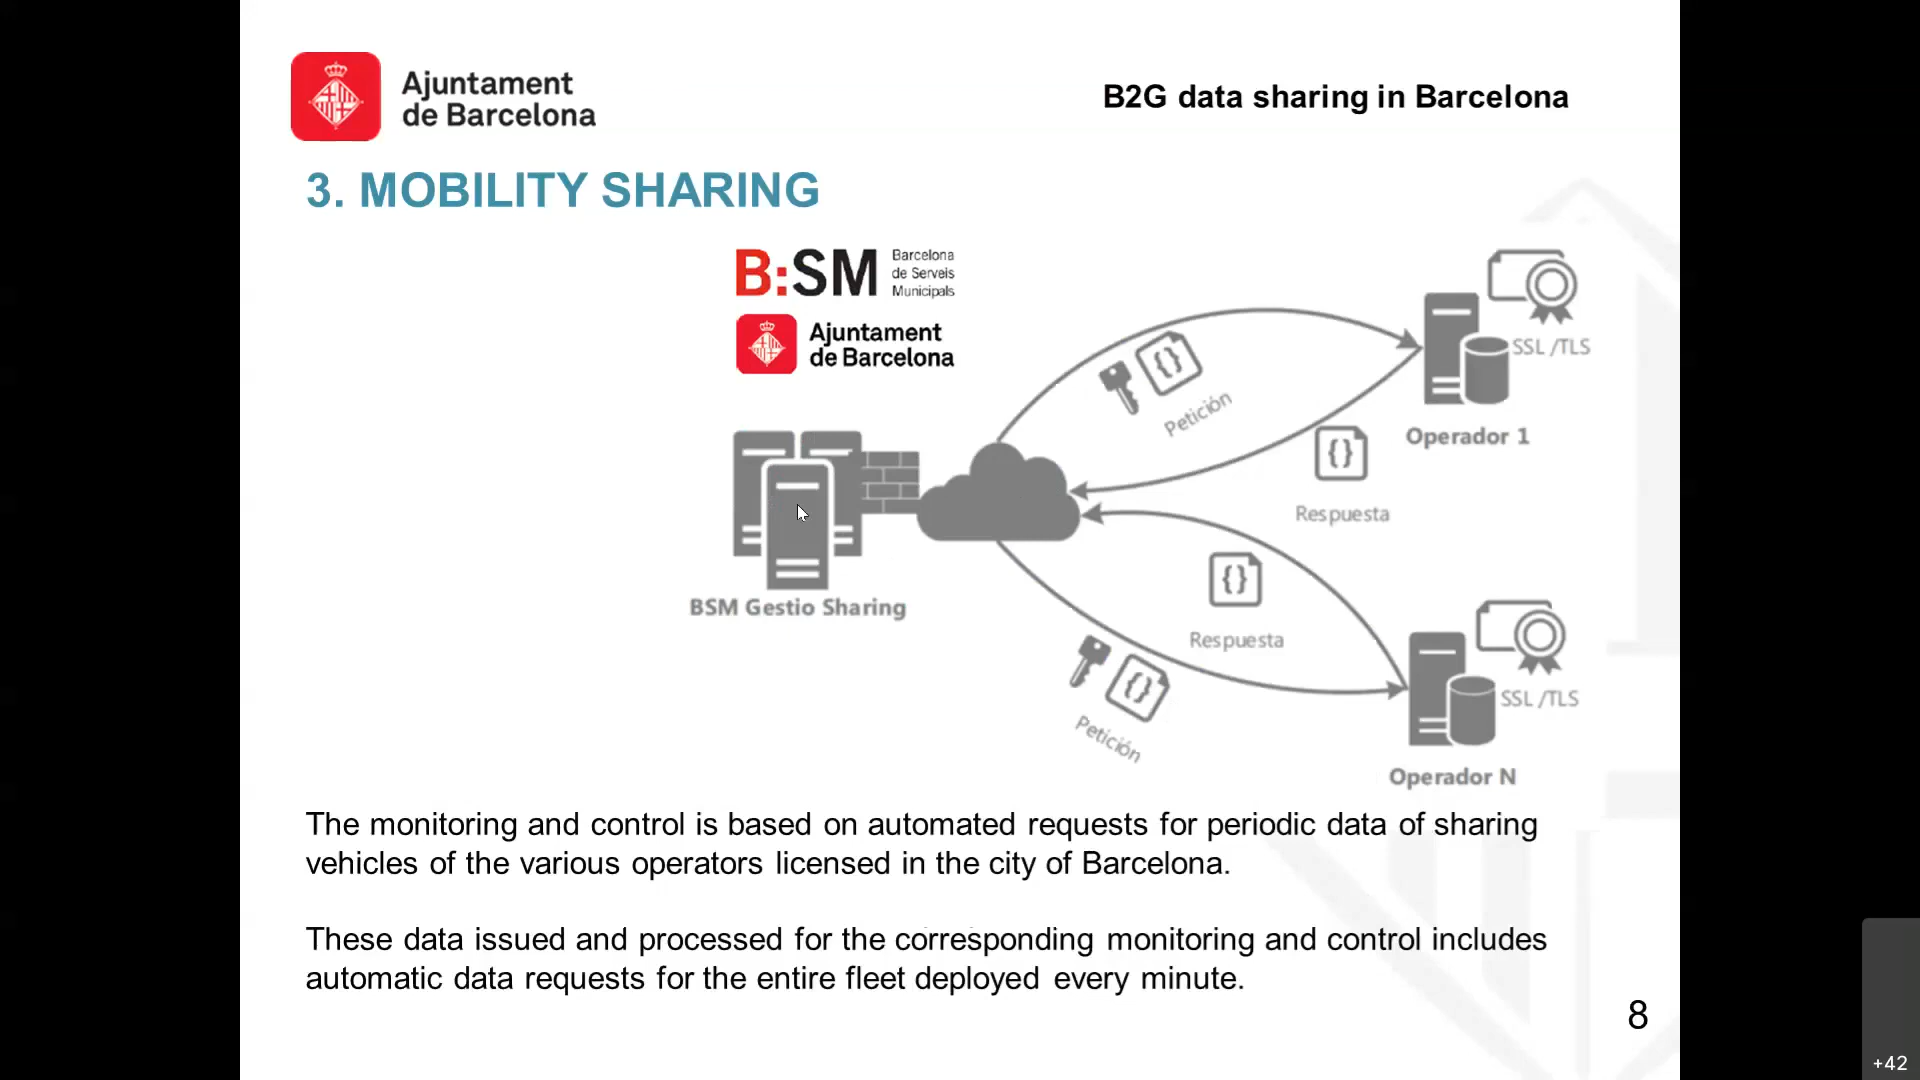 Ajuntament
de Barcelona
B2G data sharing in Barcelona
3. MOBILITY SHARING
B:SM Barcelona
de Serveis
Municipals
Ajuntament
de Barcelona
SSL /TLS
Petición
Operador 1
Respuesta
BSM Gestio Sharing
Respuesta
SSL /TLS
Petición
Operador N
The monitoring and control is based on automated requests for periodic data of sharing
vehicles of the various operators licensed in the city of Barcelona.
These data issued and processed for the corresponding monitoring and control includes
automatic data requests for the entire fleet deployed every minute.
8
+42